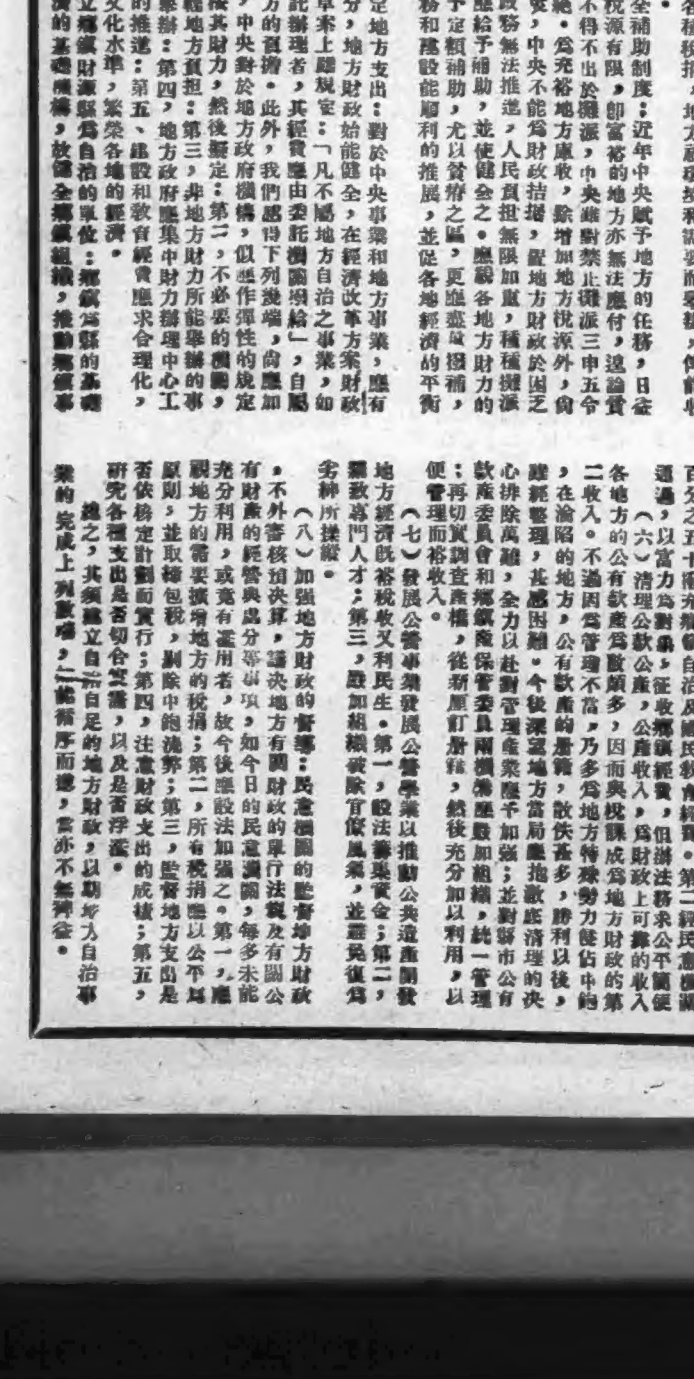 全補助制度:近年中央賦予地方的任務,日益
稅源有限,卽富裕的地方亦無法應付,遑論貧
不得不出於攤派,中央雖對禁止攤派三申五令
絕。爲充裕地方庫收,除增加地方稅源外,尙
,中央不能爲財政拮据,置地方財政於困乏
政務無法推進,人民負担無限加重,種種攤派
應給予補助,並使健全之。應視各地方財力的
予定額補助,尤以貧瘠之區,更應盡量撥補,
務和建設能順利的推展,並促各地經濟的平衡
定地方支出:對於中央事業和地方事業,應有
分,地方財政始能健全,在經濟改革方案財政
草案上雖規定:「凡不屬地方自治之事業,如
託辦理者,其經費應由委託機關撥給」,自屬
方的負擔。此外,我們感得下列幾端,尙應加
,中央對於地方政府機構,似應作彈性的規定
按其財力,然後釐定:第二,不必要的機關,
輕地方負担:第三,非地方財力所能舉辦的事
舉辦:第四,地方政府應集中財力辦理中心工
的推進:第五、建設和教育經費應求合理化,
文化水準,繁榮各地的經濟。
立鄉鎮財源縣爲自治的單位:鄉鎮爲縣的基礎
的基礎機構,故健全鄉鎮組織,推動鄉鎮事
自治及國民教育經費。第二經民意機關
通過,以富力爲對象,征收鄉鎮經費,但辦法務求公平簡便
(六)清理公款公產,公產收入,爲財政上可靠的收入
各地方的公有款產爲數頗多,因而與稅課成爲地方財政的第
二收入。不過因爲管理不當,乃多爲地方特殊勢力侵佔中飽
,在淪陷的地方,公有款產的册籍,散佚甚多,勝利以後,
雖經整理,甚感困難。今後深望地方當局應抱澈底清理的决
心排除萬難,全力以赴對管理產業應予加强;並對縣市公有
款產委員會和鄉鎮產保管委員兩機構應嚴加組織,統一管理
:再切實調查產權,從新厘訂册籍,然後充分加以利用,以
便管理而裕收入。
(七)發展公營事業發展公營事業以推動公共造產開發
地方經濟旣裕稅收又利民生。第一,設法籌集資金;第二,
羅致專門人才;第三,嚴加組織破除官僚風氣,並避免復爲
劣紳所操縱。
(八)加强地方財政的督導:民意機關的監督地方財政
,不外審核預决算,議决地方有關財政的單行法規及有關公
有財產的經營與處分等事項,如今日的民意機關,每多未能
充分利用,或竟有濫用者,故今後應設法加强之。第一,應
視地方的需要擴增地方的稅捐;第二,所有稅捐應以公平爲
原則,並取締包稅,剔除中飽流弊;第三,監督地方支出是
否依核定計劃而實行;第四,注意財政支出的成績;第五,
硏究各種支出是否切合實需,以及是否浮濫。
總之,其須建立自給自足的地方財政,以期地方自治事
業的完成上列數端,能循序而進,當亦不無裨益。